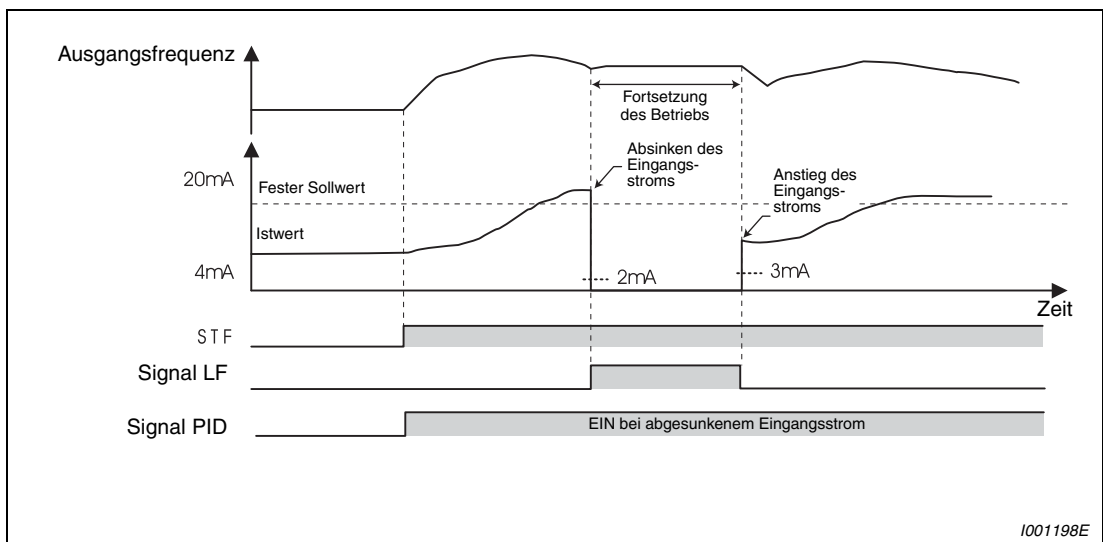 Ausgangsfrequenz
Fortsetzung
des Betriebs
Absinken des
Eingangs-
stroms
Anstieg des
Eingangs-
stroms
20mA
Fester Sollwert
Istwert
4mA
2mA
3mA
Zeit
STF
Signal LF
Signal PID
EIN bei abgesunkenem Eingangsstrom
I001198E